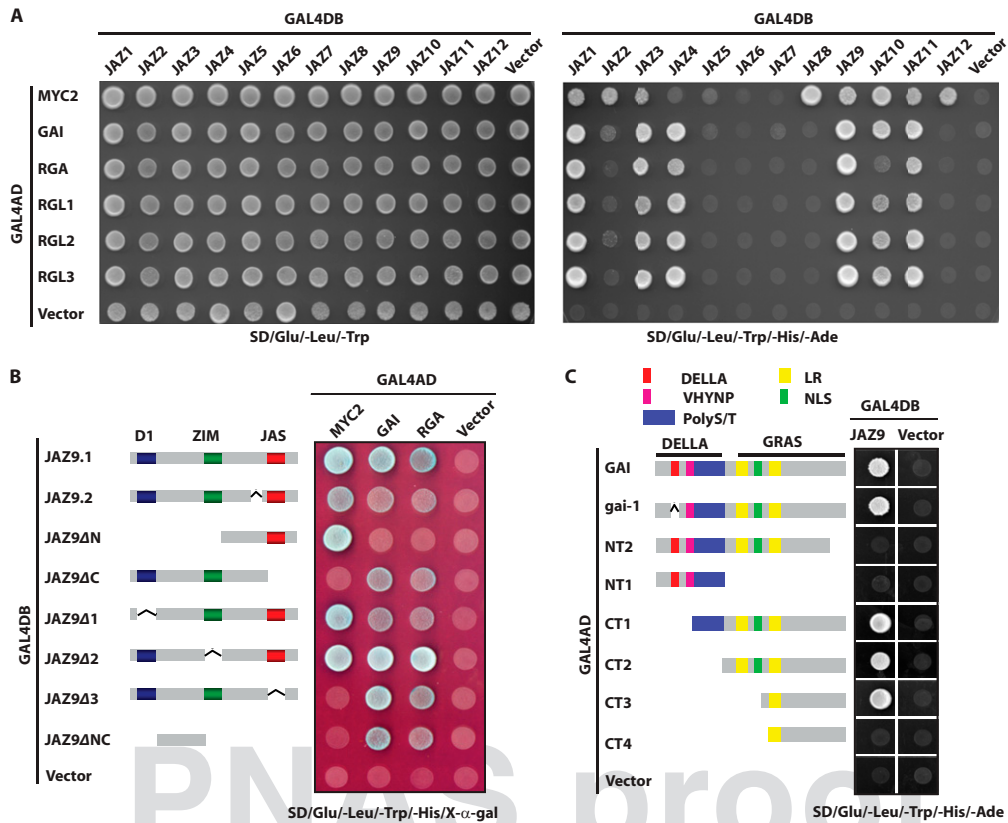 A
GAL4DB
GAL4DB
JAZ1 JAZ2 JAZ3 JAZ4 JAZ5 JAZ6 JAZ7 JAZ8 JAZ9 JAZ10 JAZ11 JAZ12 Vector
JAZ1 JAZ2 JAZ3 JAZ4 JAZ5 JAZ6 JAZ7 JAZ8 JAZ9 JAZ10 JAZ11 JAZ12 Vector
GAL4AD
MYC2
GAI
RGA
RGL1
RGL2
RGL3
Vector
SD/Glu/-Leu/-Trp
SD/Glu/-Leu/-Trp/-His/-Ade
B
GAL4AD
MYC2 GAI RGA Vector
D1 ZIM JAS
GAL4DB
JAZ9.1
JAZ9.2
JAZ9ΔN
JAZ9ΔC
JAZ9Δ1
JAZ9Δ2
JAZ9Δ3
JAZ9ΔNC
Vector
SD/Glu/-Leu/-Trp/-His/X-α-gal
C
DELLA
VHYNP
PolyS/T
LR
NLS
GAL4DB
JAZ9 Vector
DELLA GRAS
GAL4AD
GAI
gai-1
NT2
NT1
CT1
CT2
CT3
CT4
Vector
SD/Glu/-Leu/-Trp/-His/-Ade
PNAS proof